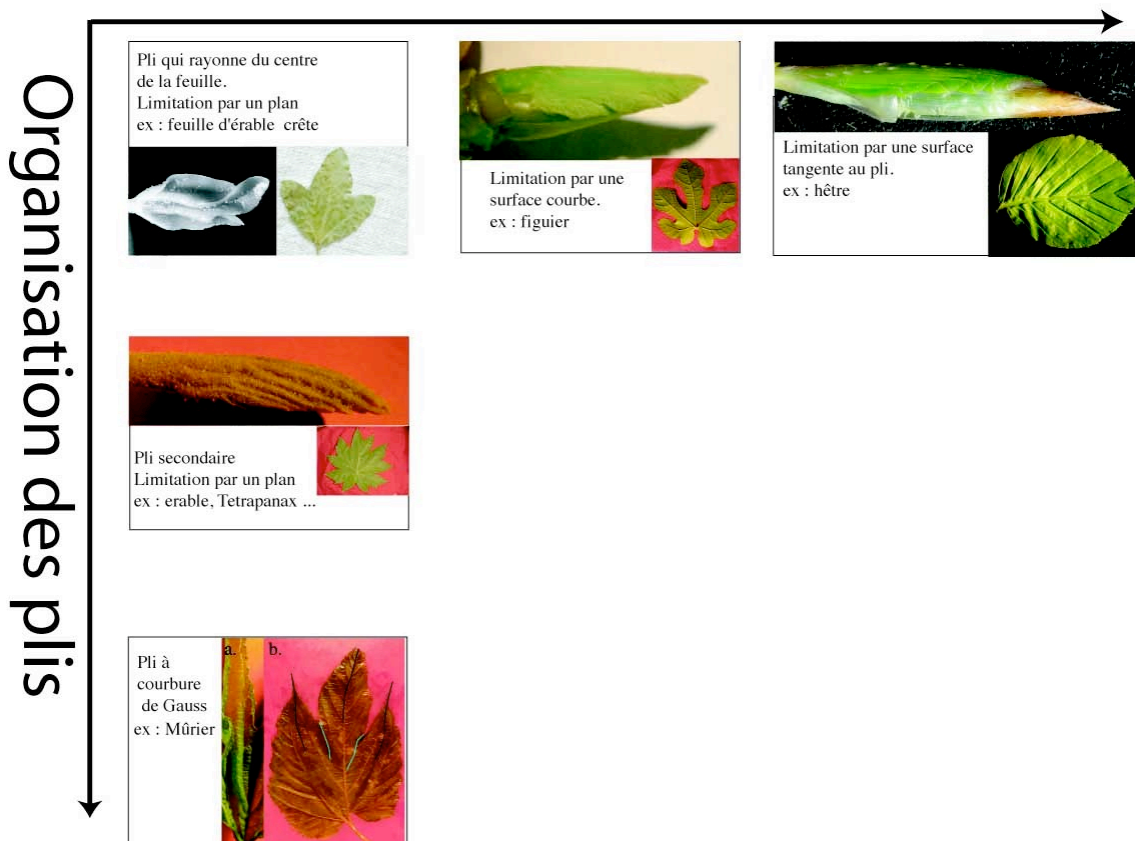 Organisation des plis
Pli qui rayonne du centre
de la feuille.
Limitation par un plan
ex : feuille d'érable crête
Limitation par une
surface courbe.
ex : figuier
Limitation par une surface
tangente au pli.
ex : hêtre
Pli secondaire
Limitation par un plan
ex : erable, Tetrapanax ...
Pli à
courbure
de Gauss
ex : Mûrier
a.
b.